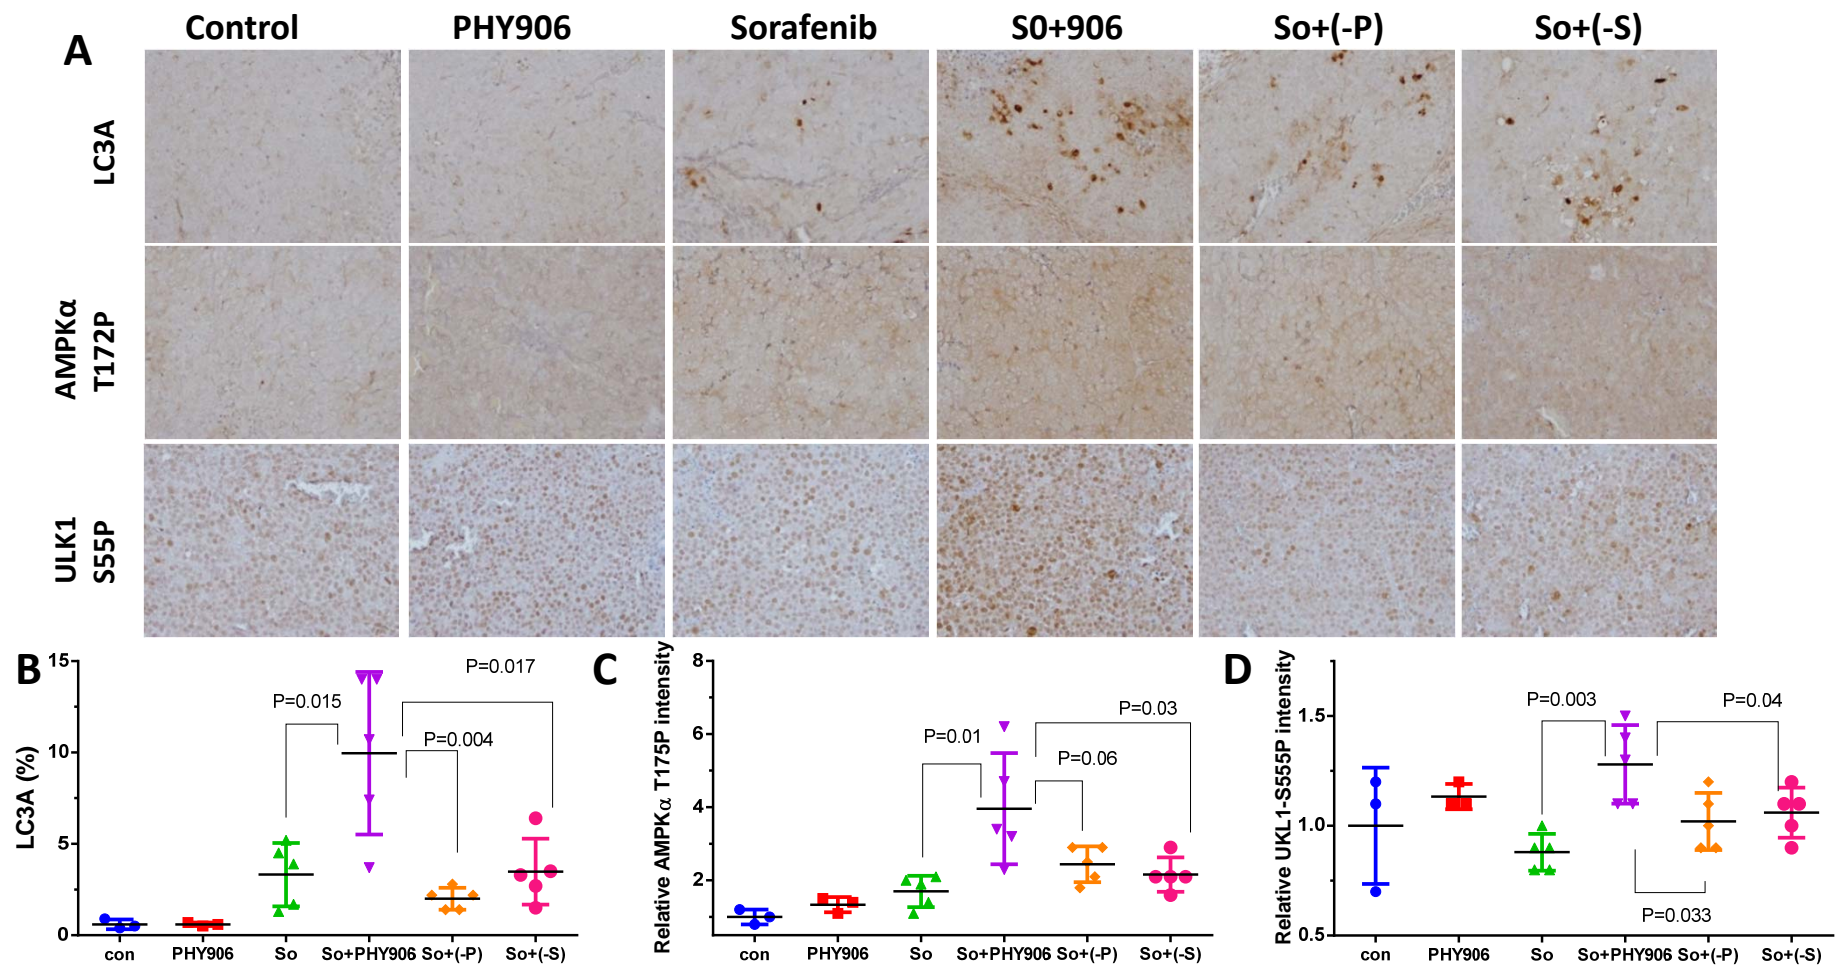 A
Control
PHY906
Sorafenib
S0+906
So+(-P)
So+(-S)
LC3A
AMPKα
T172P
ULK1
S55P
B
LC3A (%)
15
10
5
0
P=0.015
P=0.017
P=0.004
con
PHY906
So
So+PHY906
So+(-P)
So+(-S)
C
Relative AMPKα T175P intensity
8
6
4
2
P=0.01
P=0.03
P=0.06
con
PHY906
So
So+PHY906
So+(-P)
So+(-S)
D
Relative UKL1-S555P intensity
1.5
1.0
0.5
P=0.003
P=0.04
P=0.033
con
PHY906
So
So+PHY906
So+(-P)
So+(-S)